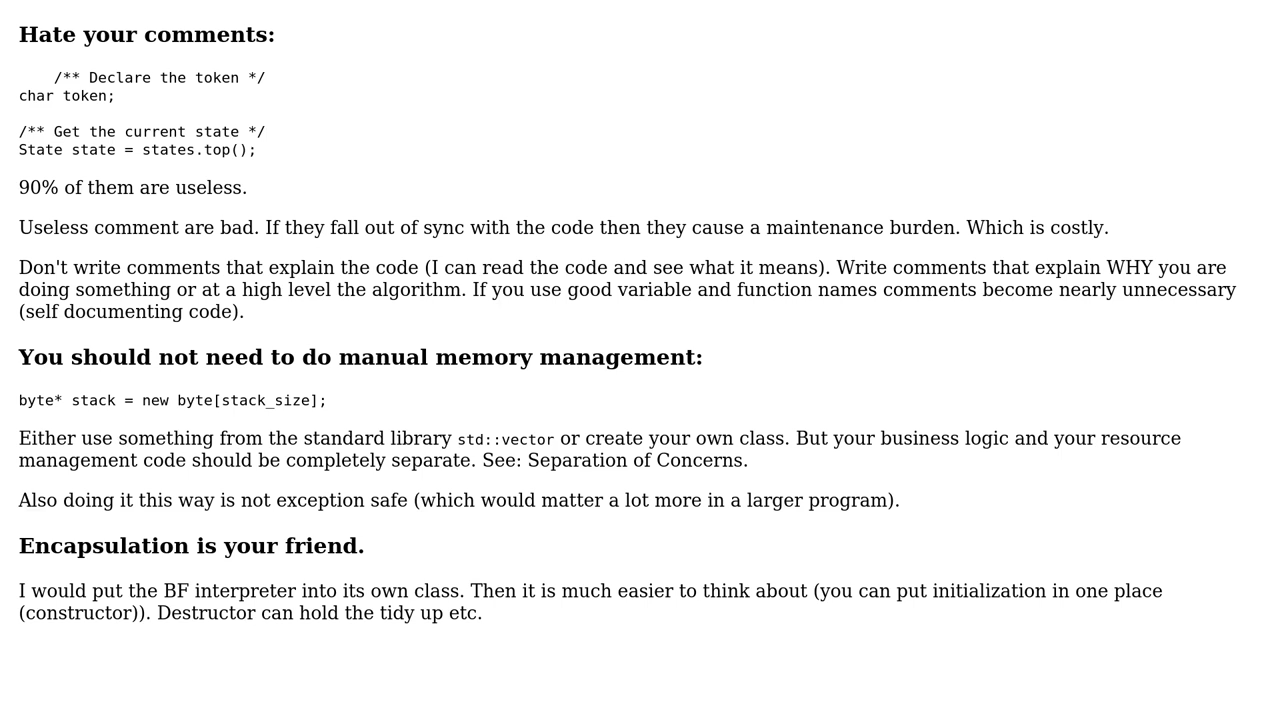 Hate your comments:
    /** Declare the token */
char token;
/** Get the current state */
State state = states.top();
90% of them are useless.
Useless comment are bad. If they fall out of sync with the code then they cause a maintenance burden. Which is costly.
Don't write comments that explain the code (I can read the code and see what it means). Write comments that explain WHY you are
doing something or at a high level the algorithm. If you use good variable and function names comments become nearly unnecessary
(self documenting code).
You should not need to do manual memory management:
byte* stack = new byte[stack_size];
Either use something from the standard library std::vector or create your own class. But your business logic and your resource
management code should be completely separate. See: Separation of Concerns.
Also doing it this way is not exception safe (which would matter a lot more in a larger program).
Encapsulation is your friend.
I would put the BF interpreter into its own class. Then it is much easier to think about (you can put initialization in one place
(constructor)). Destructor can hold the tidy up etc.